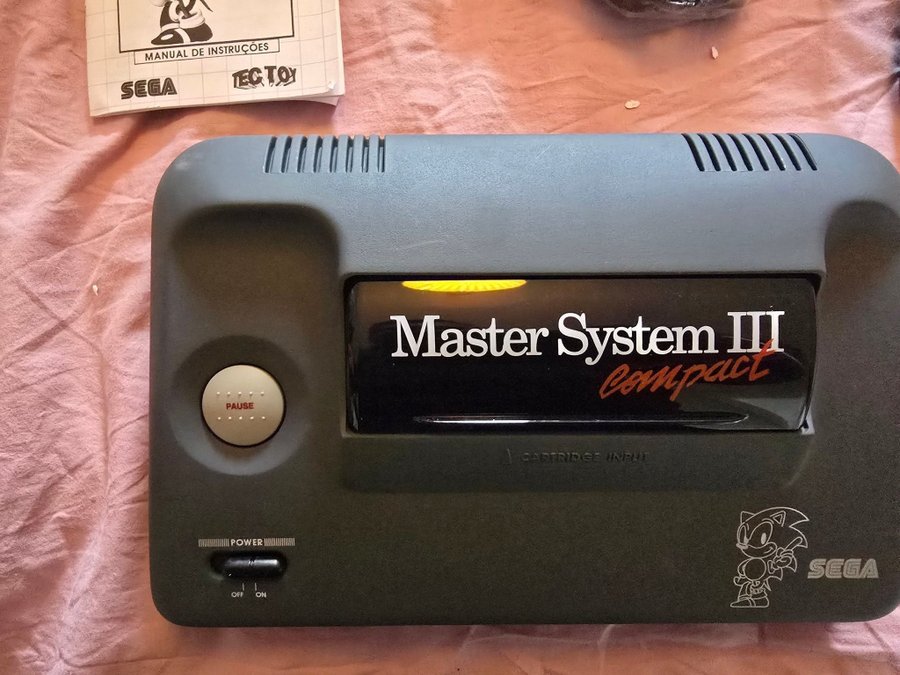 MANUAL DE INSTRUÇÕES
SEGA TEC TOY
Master System III
compact
PAUSE
CARTRIDGE INPUT
POWER
OFF ON
SEGA